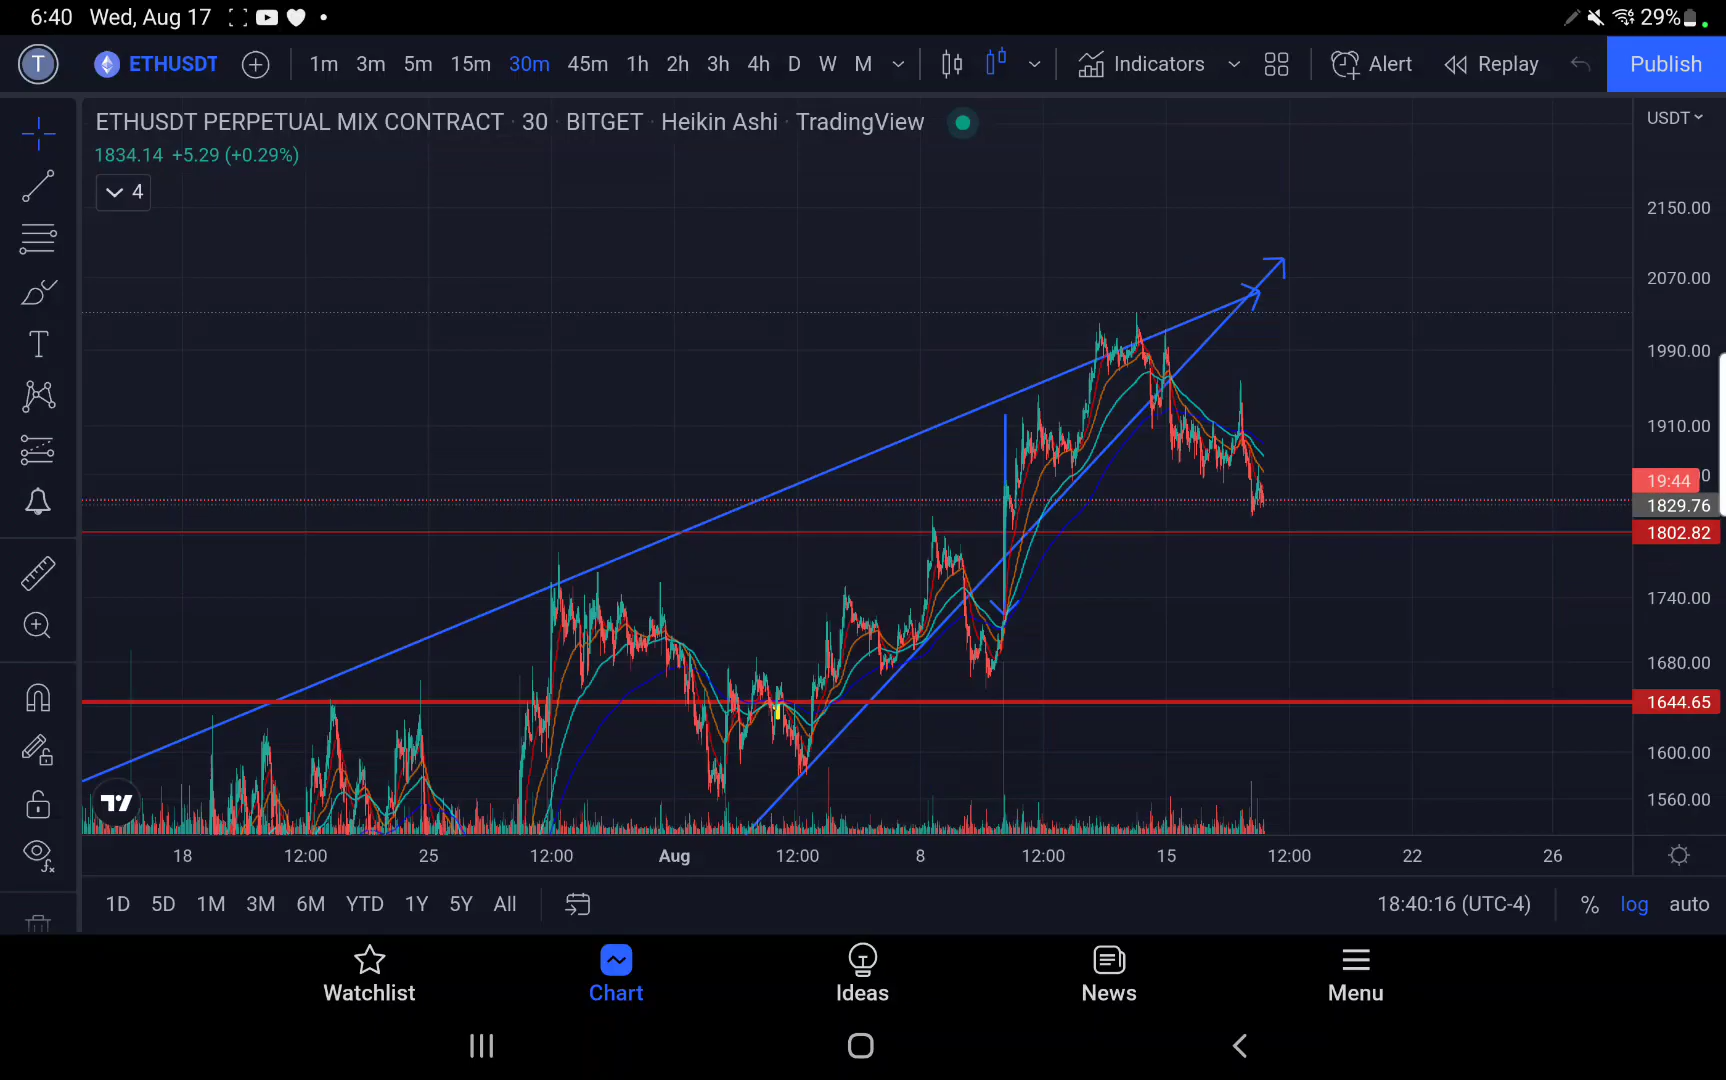 6:40 Wed, Aug 17 29%
T ETHUSDT 1m 3m 5m 15m 30m 45m 1h 2h 3h 4h D W M Indicators Alert Replay Publish
ETHUSDT PERPETUAL MIX CONTRACT · 30 · BITGET · Heikin Ashi · TradingView
USDT
1834.14 +5.29 (+0.29%)
4
2150.00
2070.00
1990.00
1910.00
19:44
1829.76
1802.82
1740.00
1680.00
1644.65
1600.00
1560.00
18 12:00 25 12:00 Aug 12:00 8 12:00 15 12:00 22 26
1D 5D 1M 3M 6M YTD 1Y 5Y All 18:40:16 (UTC-4) % log auto
Watchlist Chart Ideas News Menu